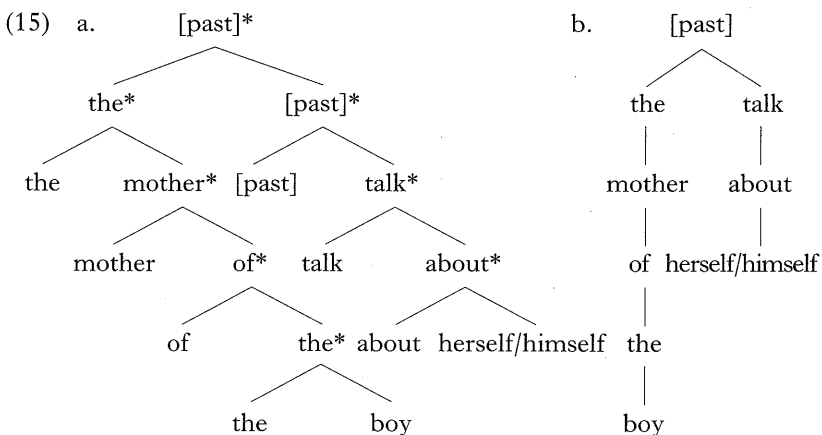 (15) a. [past]* b. [past]
the* [past]* the talk
the mother* [past] talk* mother about
mother of* talk about* of herself/himself
of the* about herself/himself the
the boy boy